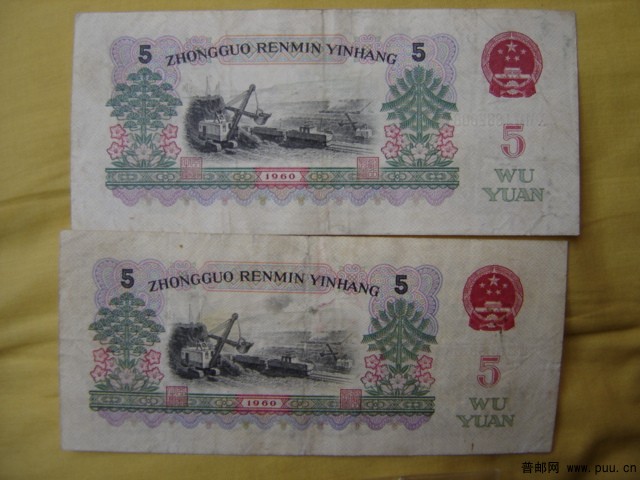 5 ZHONGGUO RENMIN YINHANG 5
5
1960
WU
YUAN
5 ZHONGGUO RENMIN YINHANG 5
5
1960
WU
YUAN
普邮网 www.puu.cn